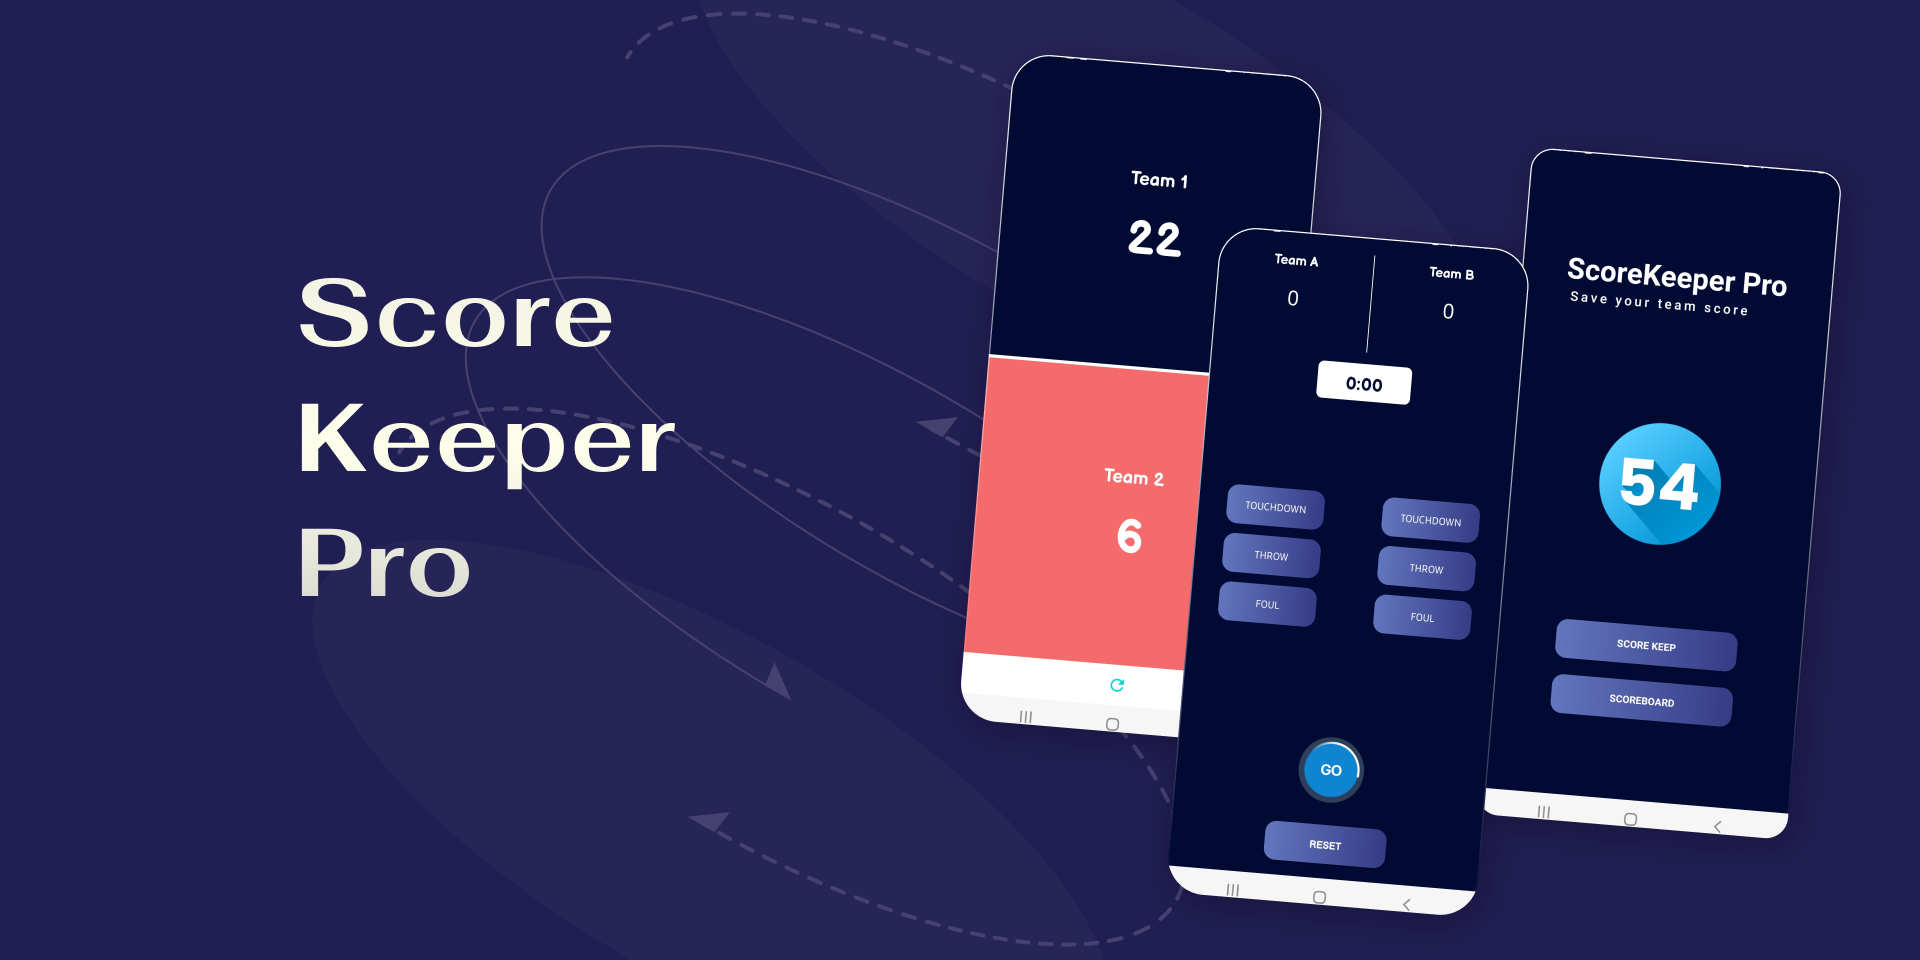 Score
Keeper
Pro
Team 1
22
Team 2
6
Team A
0
Team B
0
0:00
TOUCHDOWN
TOUCHDOWN
THROW
THROW
FOUL
FOUL
GO
RESET
ScoreKeeper Pro
Save your team score
54
SCORE KEEP
SCOREBOARD